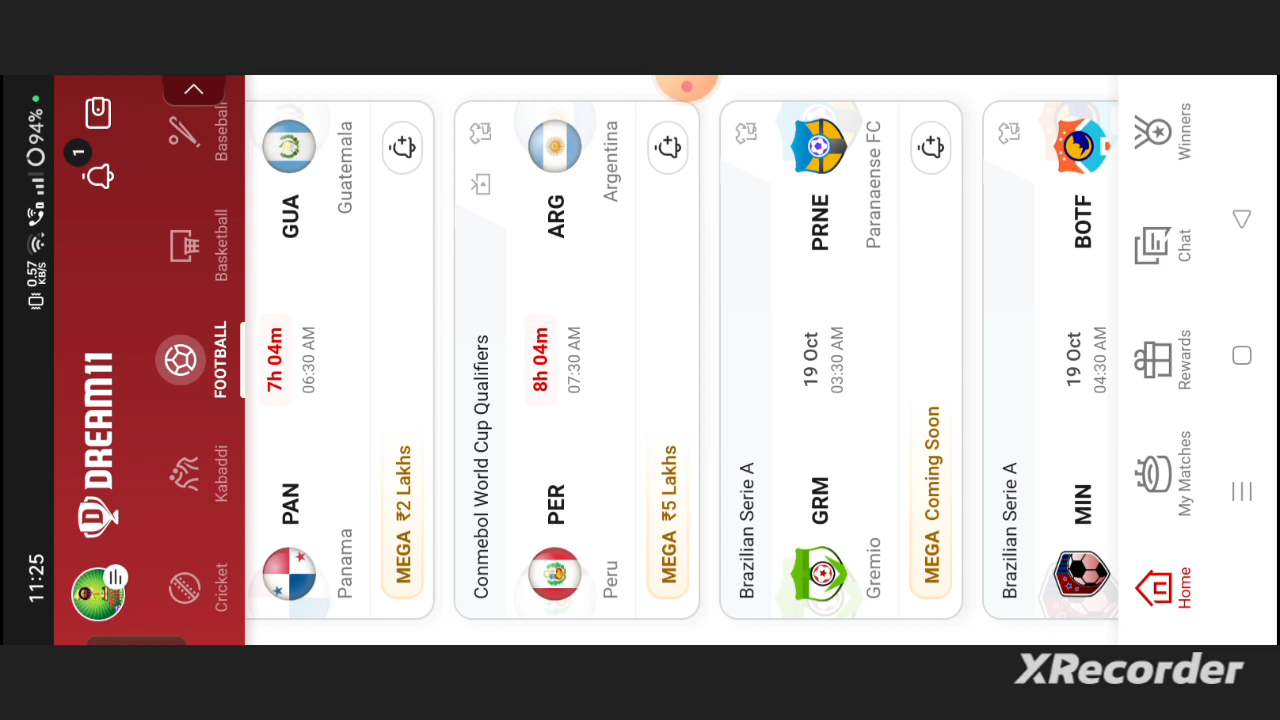 11:25
0.57
KB/S
94%
DREAM11
1
Cricket
Kabaddi
FOOTBALL
Basketball
Baseball
PAN
7h 04m
GUA
Panama
06:30 AM
Guatemala
MEGA ₹2 Lakhs
Conmebol World Cup Qualifiers
PER
8h 04m
ARG
Peru
07:30 AM
Argentina
MEGA ₹5 Lakhs
Brazilian Serie A
GRM
19 Oct
PRNE
Gremio
03:30 AM
Paranaense FC
MEGA Coming Soon
Brazilian Serie A
MIN
19 Oct
BOTF
04:30 AM
Home
My Matches
Rewards
Chat
Winners
XRecorder